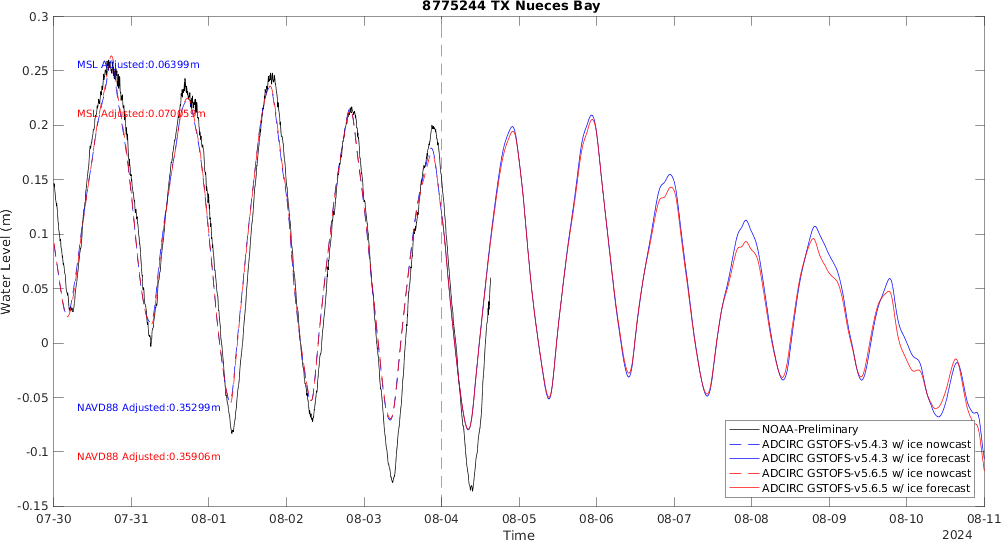 8775244 TX Nueces Bay
0.3
0.25
0.2
0.15
0.1
0.05
0
-0.05
-0.1
-0.15
Water Level (m)
MSL Adjusted:0.06399m
MSL Adjusted:0.070059m
NAVD88 Adjusted:0.35299m
NAVD88 Adjusted:0.35906m
NOAA-Preliminary
ADCIRC GSTOFS-v5.4.3 w/ ice nowcast
ADCIRC GSTOFS-v5.4.3 w/ ice forecast
ADCIRC GSTOFS-v5.6.5 w/ ice nowcast
ADCIRC GSTOFS-v5.6.5 w/ ice forecast
07-30 07-31 08-01 08-02 08-03 08-04 08-05 08-06 08-07 08-08 08-09 08-10 08-11
Time
2024